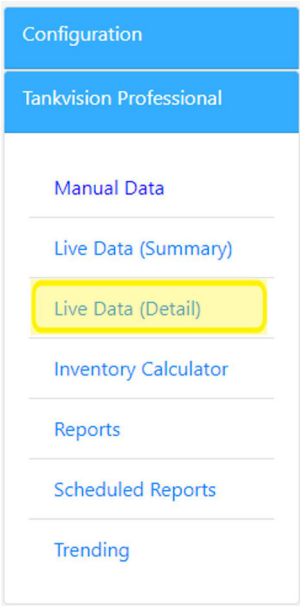 Configuration
Tankvision Professional
Manual Data
Live Data (Summary)
Live Data (Detail)
Inventory Calculator
Reports
Scheduled Reports
Trending